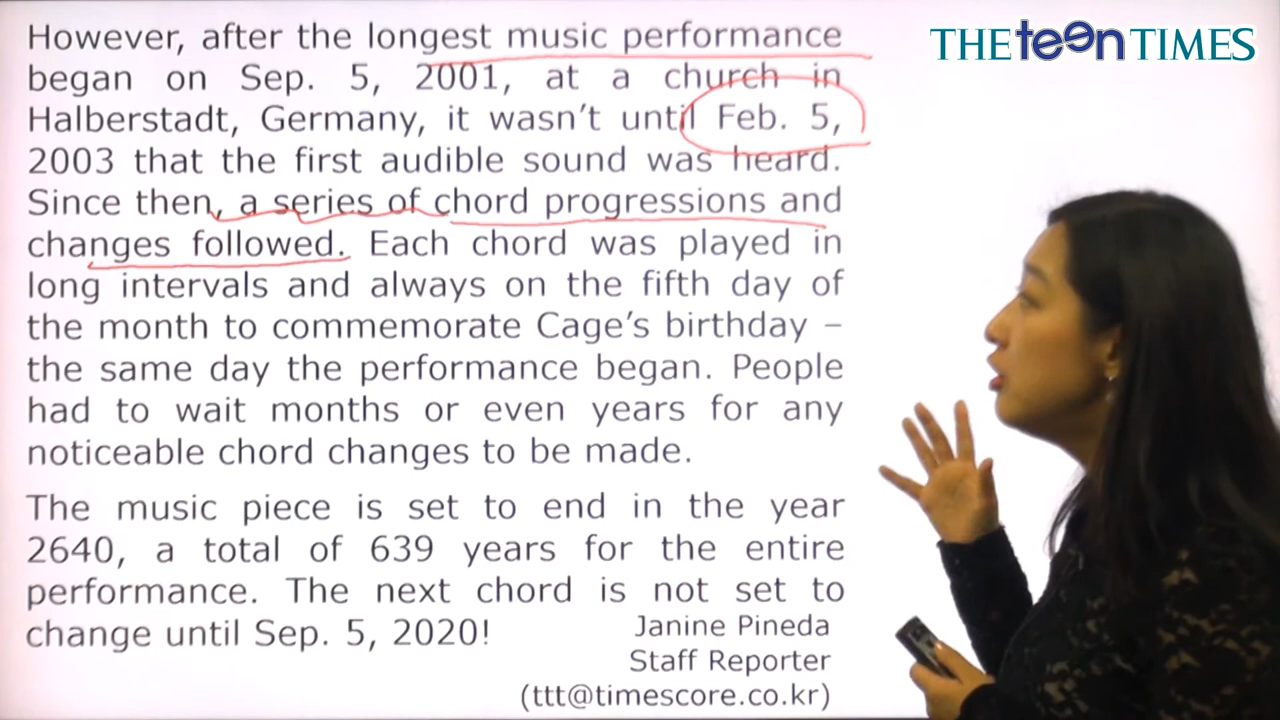 THE teen TIMES
However, after the longest music performance
began on Sep. 5, 2001, at a church in
Halberstadt, Germany, it wasn't until Feb. 5,
2003 that the first audible sound was heard.
Since then, a series of chord progressions and
changes followed. Each chord was played in
long intervals and always on the fifth day of
the month to commemorate Cage's birthday –
the same day the performance began. People
had to wait months or even years for any
noticeable chord changes to be made.
The music piece is set to end in the year
2640, a total of 639 years for the entire
performance. The next chord is not set to
change until Sep. 5, 2020!
Janine Pineda
Staff Reporter
(ttt@timescore.co.kr)